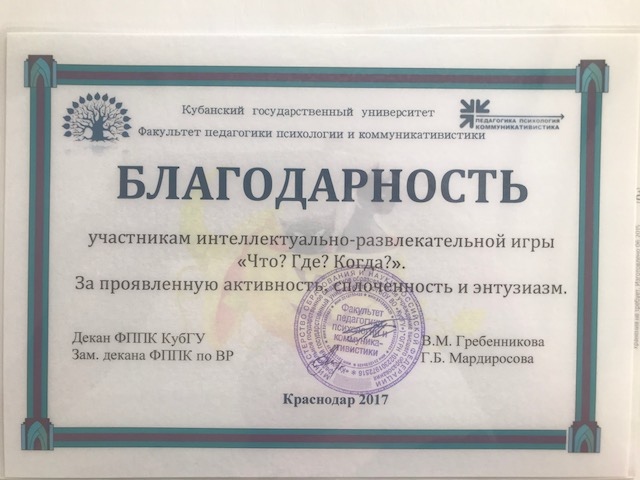 Кубанский государственный университет
Факультет педагогики психологии и коммуникативистики
ПЕДАГОГИКА ПСИХОЛОГИЯ
КОММУНИКАТИВИСТИКА
БЛАГОДАРНОСТЬ
участникам интеллектуально-развлекательной игры
«Что? Где? Когда?».
За проявленную активность, сплоченность и энтузиазм.
Декан ФППК КубГУ
В.М. Гребенникова
Зам. декана ФППК по ВР
Г.Б. Мардиросова
Факультет
педагогики
психологии и
коммуника-
тивистики
Краснодар 2017